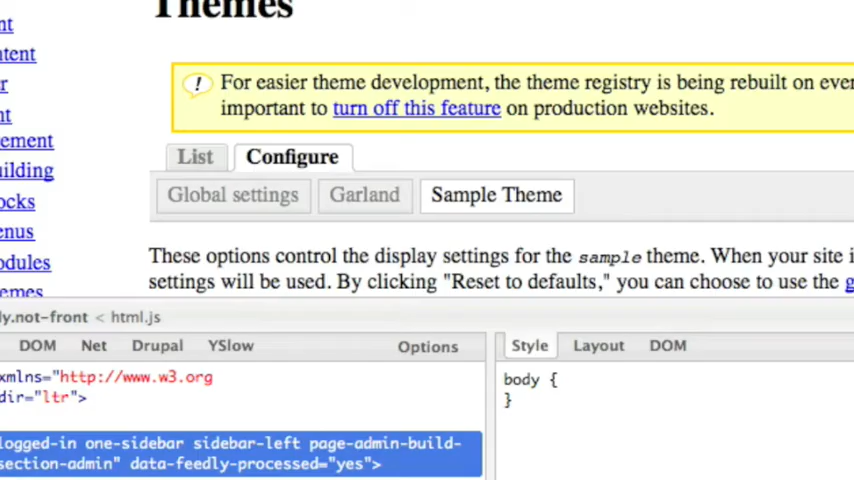 Themes
nt
ntent
r
nt
ement
uilding
ocks
enus
odules
emes
! For easier theme development, the theme registry is being rebuilt on ever
important to turn off this feature on production websites.
List Configure
Global settings Garland Sample Theme
These options control the display settings for the sample theme. When your site i
settings will be used. By clicking "Reset to defaults," you can choose to use the g
ly.not-front < html.js
DOM Net Drupal YSlow Options
xmlns="http://www.w3.org
dir="ltr">
logged-in one-sidebar sidebar-left page-admin-build-
section-admin" data-feedly-processed="yes">
Style Layout DOM
body {
}